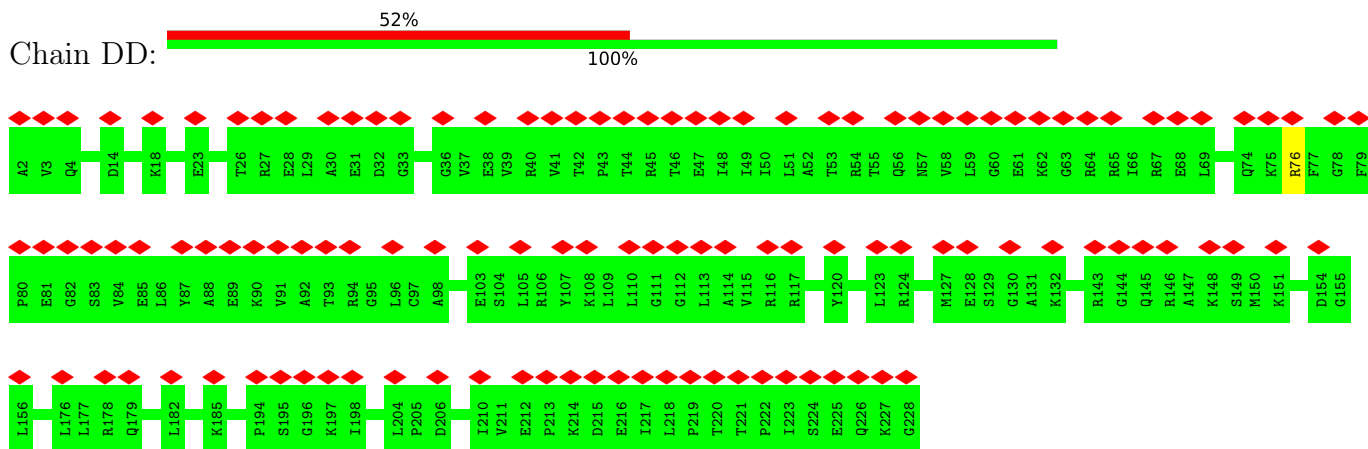 52%
Chain DD:
100%
A2 V3 Q4 D14 K18 E23 T26 R27 E28 L29 A30 E31 D32 G33 G36 V37 E38 V39 R40 V41 T42 P43 T44 R45 T46 E47 I48 I49 I50 L51 A52 T53 R54 T55 Q56 N57 V58 L59 G60 E61 K62 G63 R64 R65 I66 R67 E68 L69 Q74 K75 R76 F77 G78 F79
P80 E81 G82 S83 V84 E85 L86 Y87 A88 E89 K90 V91 A92 T93 R94 G95 L96 C97 A98 E103 S104 L105 R106 Y107 K108 L109 L110 G111 G112 L113 A114 V115 R116 R117 Y120 L123 R124 M127 E128 S129 G130 A131 K132 R143 G144 Q145 R146 A147 K148 S149 M150 K151 D154 G155
L156 L176 L177 R178 Q179 L182 K185 P194 S195 G196 K197 I198 L204 P205 D206 I210 V211 E212 P213 K214 D215 E216 I217 L218 P219 T220 T221 P222 I223 S224 E225 Q226 K227 G228